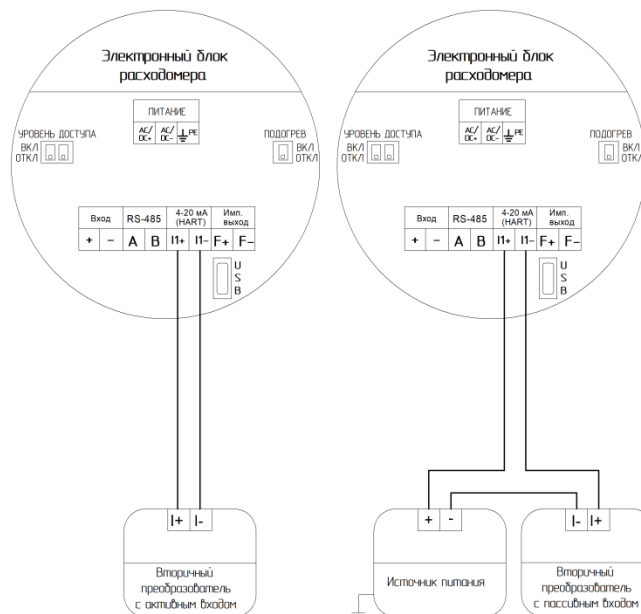 Электронный блок
расходомера
ПИТАНИЕ
AC/
DC+
AC/
DC-
PE
УРОВЕНЬ ДОСТУПА
ВКЛ
ОТКЛ
ПОДОГРЕВ
ВКЛ
ОТКЛ
Вход
RS-485
4-20 мА
(HART)
Имп.
выход
+ - A B I1+ I1- F+ F-
U
S
B
I+ I-
Вторичный
преобразователь
с активным входом
Электронный блок
расходомера
ПИТАНИЕ
AC/
DC+
AC/
DC-
PE
УРОВЕНЬ ДОСТУПА
ВКЛ
ОТКЛ
ПОДОГРЕВ
ВКЛ
ОТКЛ
Вход
RS-485
4-20 мА
(HART)
Имп.
выход
+ - A B I1+ I1- F+ F-
U
S
B
+ -
Источник питания
I- I+
Вторичный
преобразователь
с пассивным входом